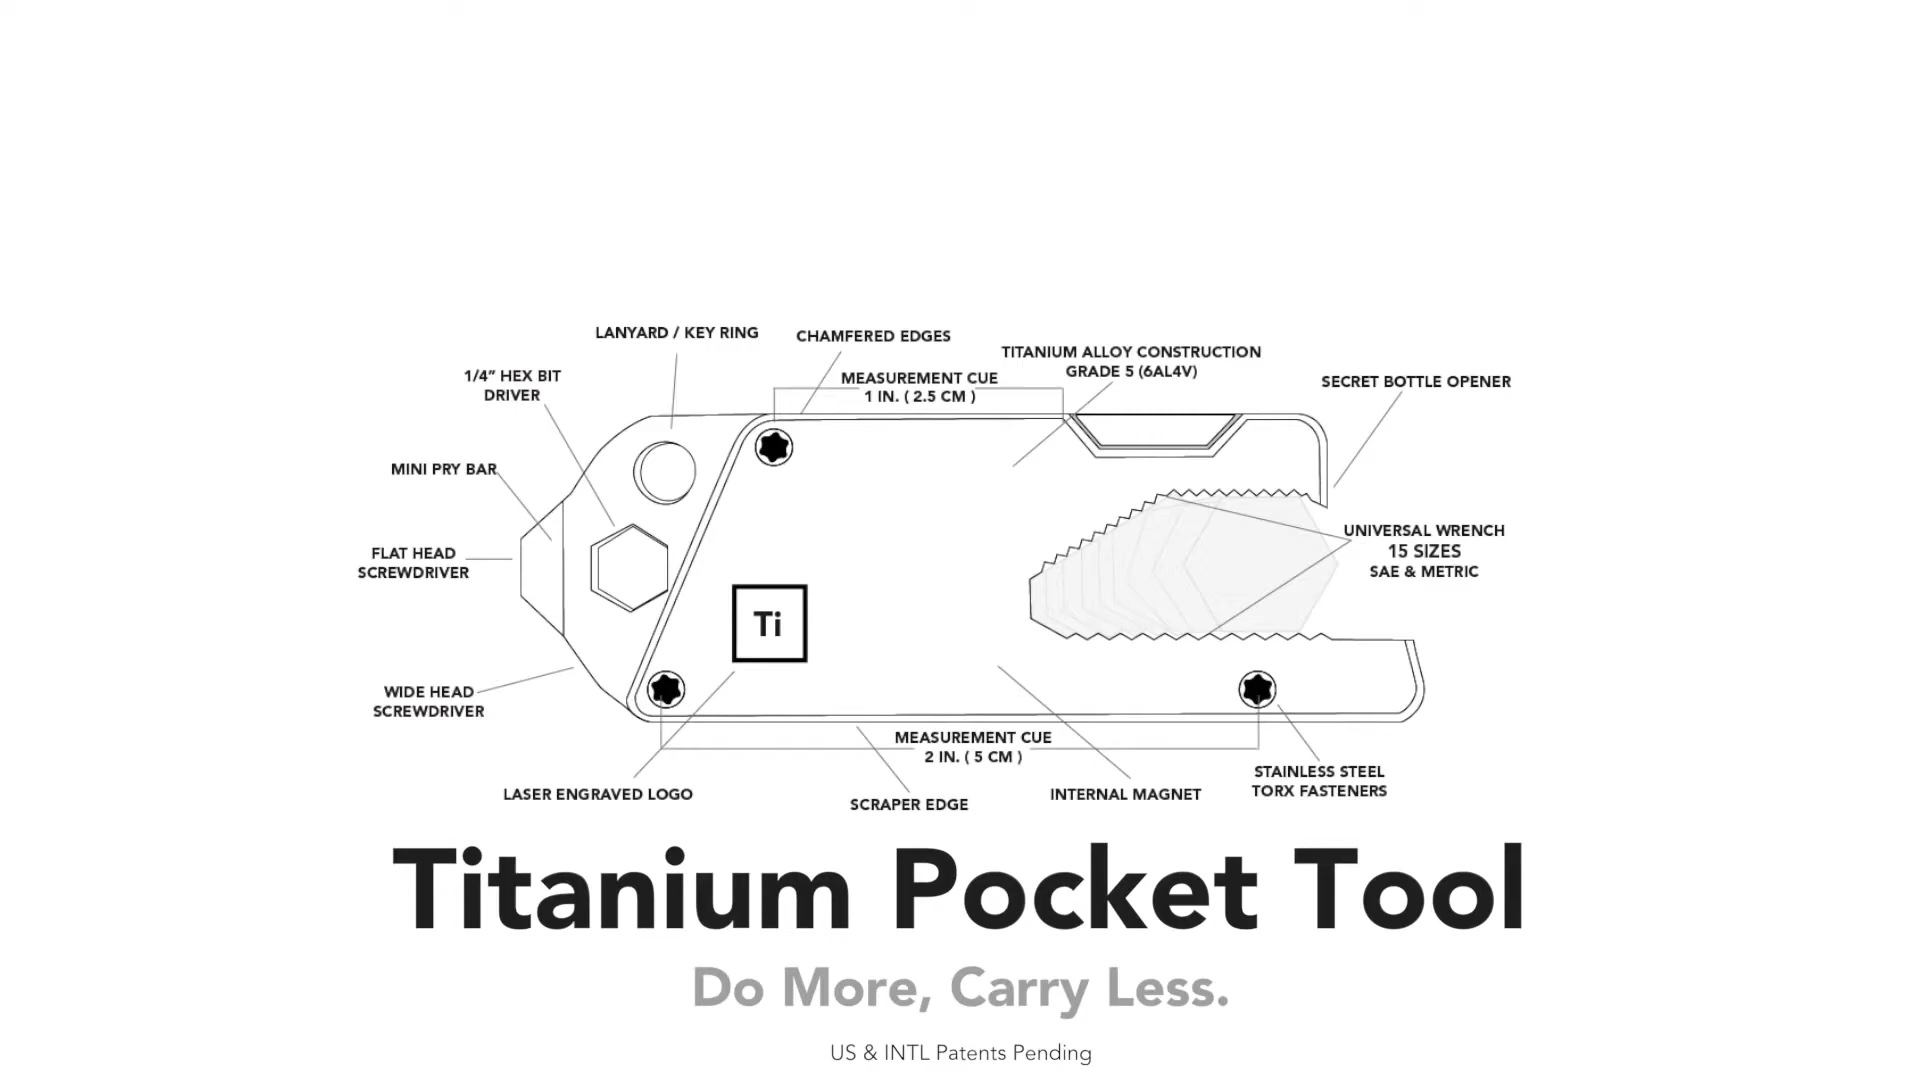 LANYARD / KEY RING
CHAMFERED EDGES
TITANIUM ALLOY CONSTRUCTION
GRADE 5 (6AL4V)
1/4” HEX BIT
DRIVER
MEASUREMENT CUE
1 IN. ( 2.5 CM )
SECRET BOTTLE OPENER
MINI PRY BAR
FLAT HEAD
SCREWDRIVER
UNIVERSAL WRENCH
15 SIZES
SAE & METRIC
Ti
WIDE HEAD
SCREWDRIVER
MEASUREMENT CUE
2 IN. ( 5 CM )
LASER ENGRAVED LOGO
SCRAPER EDGE
INTERNAL MAGNET
STAINLESS STEEL
TORX FASTENERS
Titanium Pocket Tool
Do More, Carry Less.
US & INTL Patents Pending